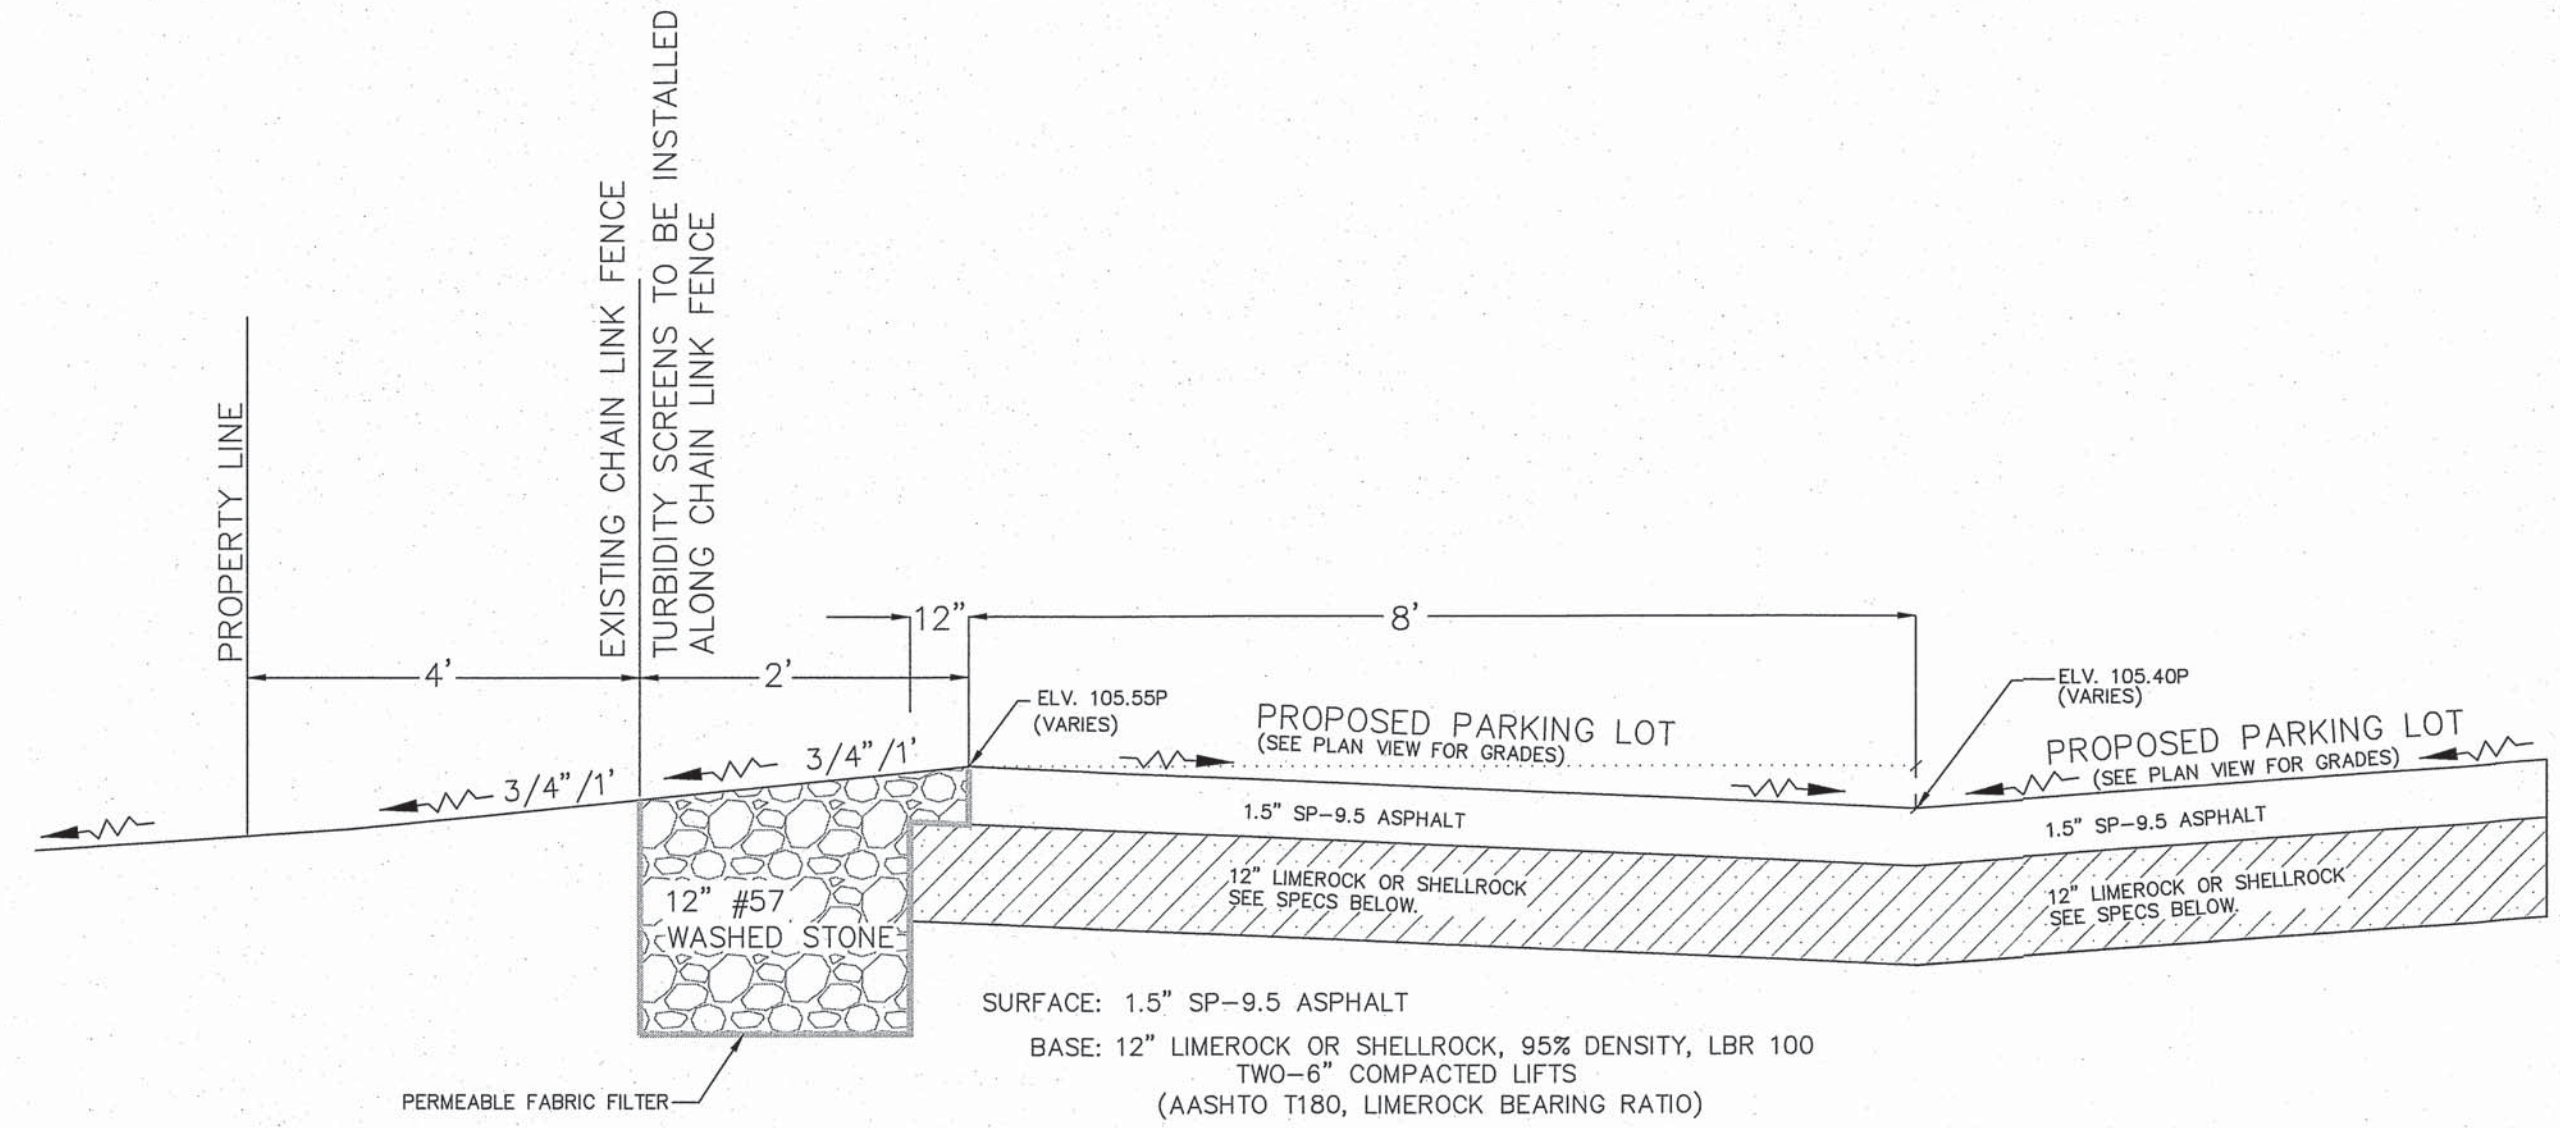 PROPERTY LINE
EXISTING CHAIN LINK FENCE
TURBIDITY SCREENS TO BE INSTALLED
ALONG CHAIN LINK FENCE
12"
8'
4'
2'
ELV. 105.55P
(VARIES)
ELV. 105.40P
(VARIES)
3/4"/1'
3/4"/1'
PROPOSED PARKING LOT
(SEE PLAN VIEW FOR GRADES)
PROPOSED PARKING LOT
(SEE PLAN VIEW FOR GRADES)
1.5" SP-9.5 ASPHALT
1.5" SP-9.5 ASPHALT
12" LIMEROCK OR SHELLROCK
SEE SPECS BELOW.
12" LIMEROCK OR SHELLROCK
SEE SPECS BELOW.
12" #57
WASHED STONE
SURFACE: 1.5" SP-9.5 ASPHALT
BASE: 12" LIMEROCK OR SHELLROCK, 95% DENSITY, LBR 100
TWO-6" COMPACTED LIFTS
(AASHTO T180, LIMEROCK BEARING RATIO)
PERMEABLE FABRIC FILTER